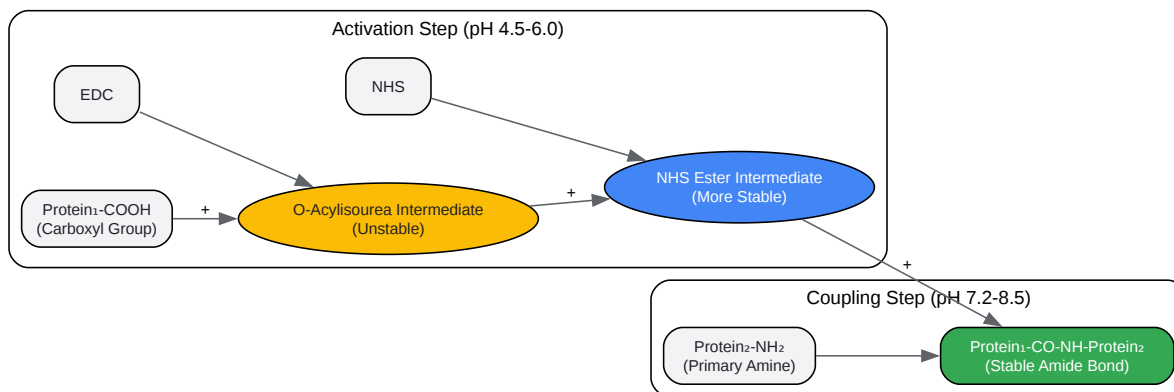 Activation Step (pH 4.5-6.0)
EDC
NHS
Protein₁-COOH
(Carboxyl Group)
+
O-Acylisourea Intermediate
(Unstable)
+
NHS Ester Intermediate
(More Stable)
+
Coupling Step (pH 7.2-8.5)
Protein₂-NH₂
(Primary Amine)
Protein₁-CO-NH-Protein₂
(Stable Amide Bond)